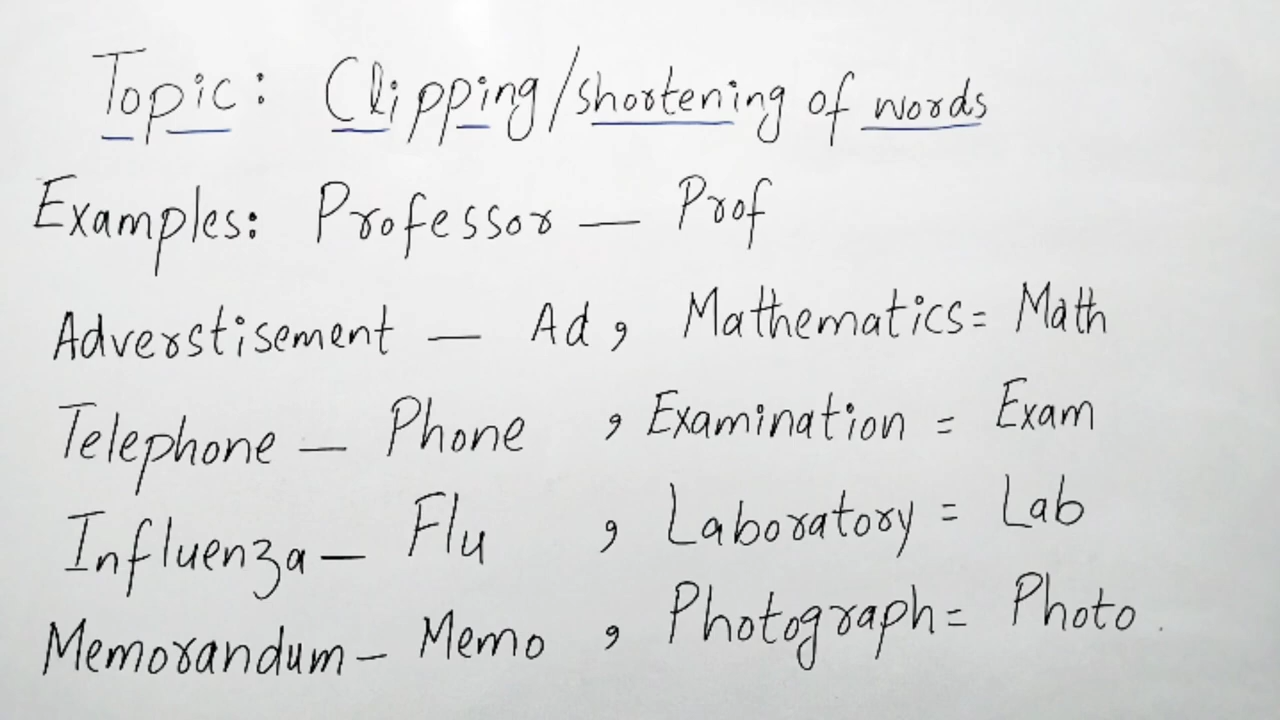 Topic: Clipping/shortening of words
Examples: Professor — Prof
Adverstisement — Ad, Mathematics= Math
Telephone — Phone , Examination = Exam
Influenza — Flu , Laboratory = Lab
Memorandum — Memo , Photograph= Photo.